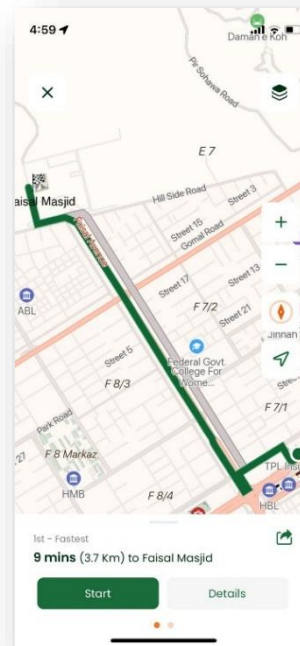 4:59
Daman e Koh
Pir Sohawa Road
E 7
aisal Masjid
Hill Side Road
Street 3
Street 15
Gomal Road
ABL
Street 17
Street 13
F 7/2
Street 21
Jinnah
Street 5
Federal Govt.
College For
Wome...
F 8/3
F 7/1
Park Road
F 8 Markaz
27
HMB
TPL Insu
HBL
F 8/4
1st - Fastest
9 mins (3.7 Km) to Faisal Masjid
Start
Details